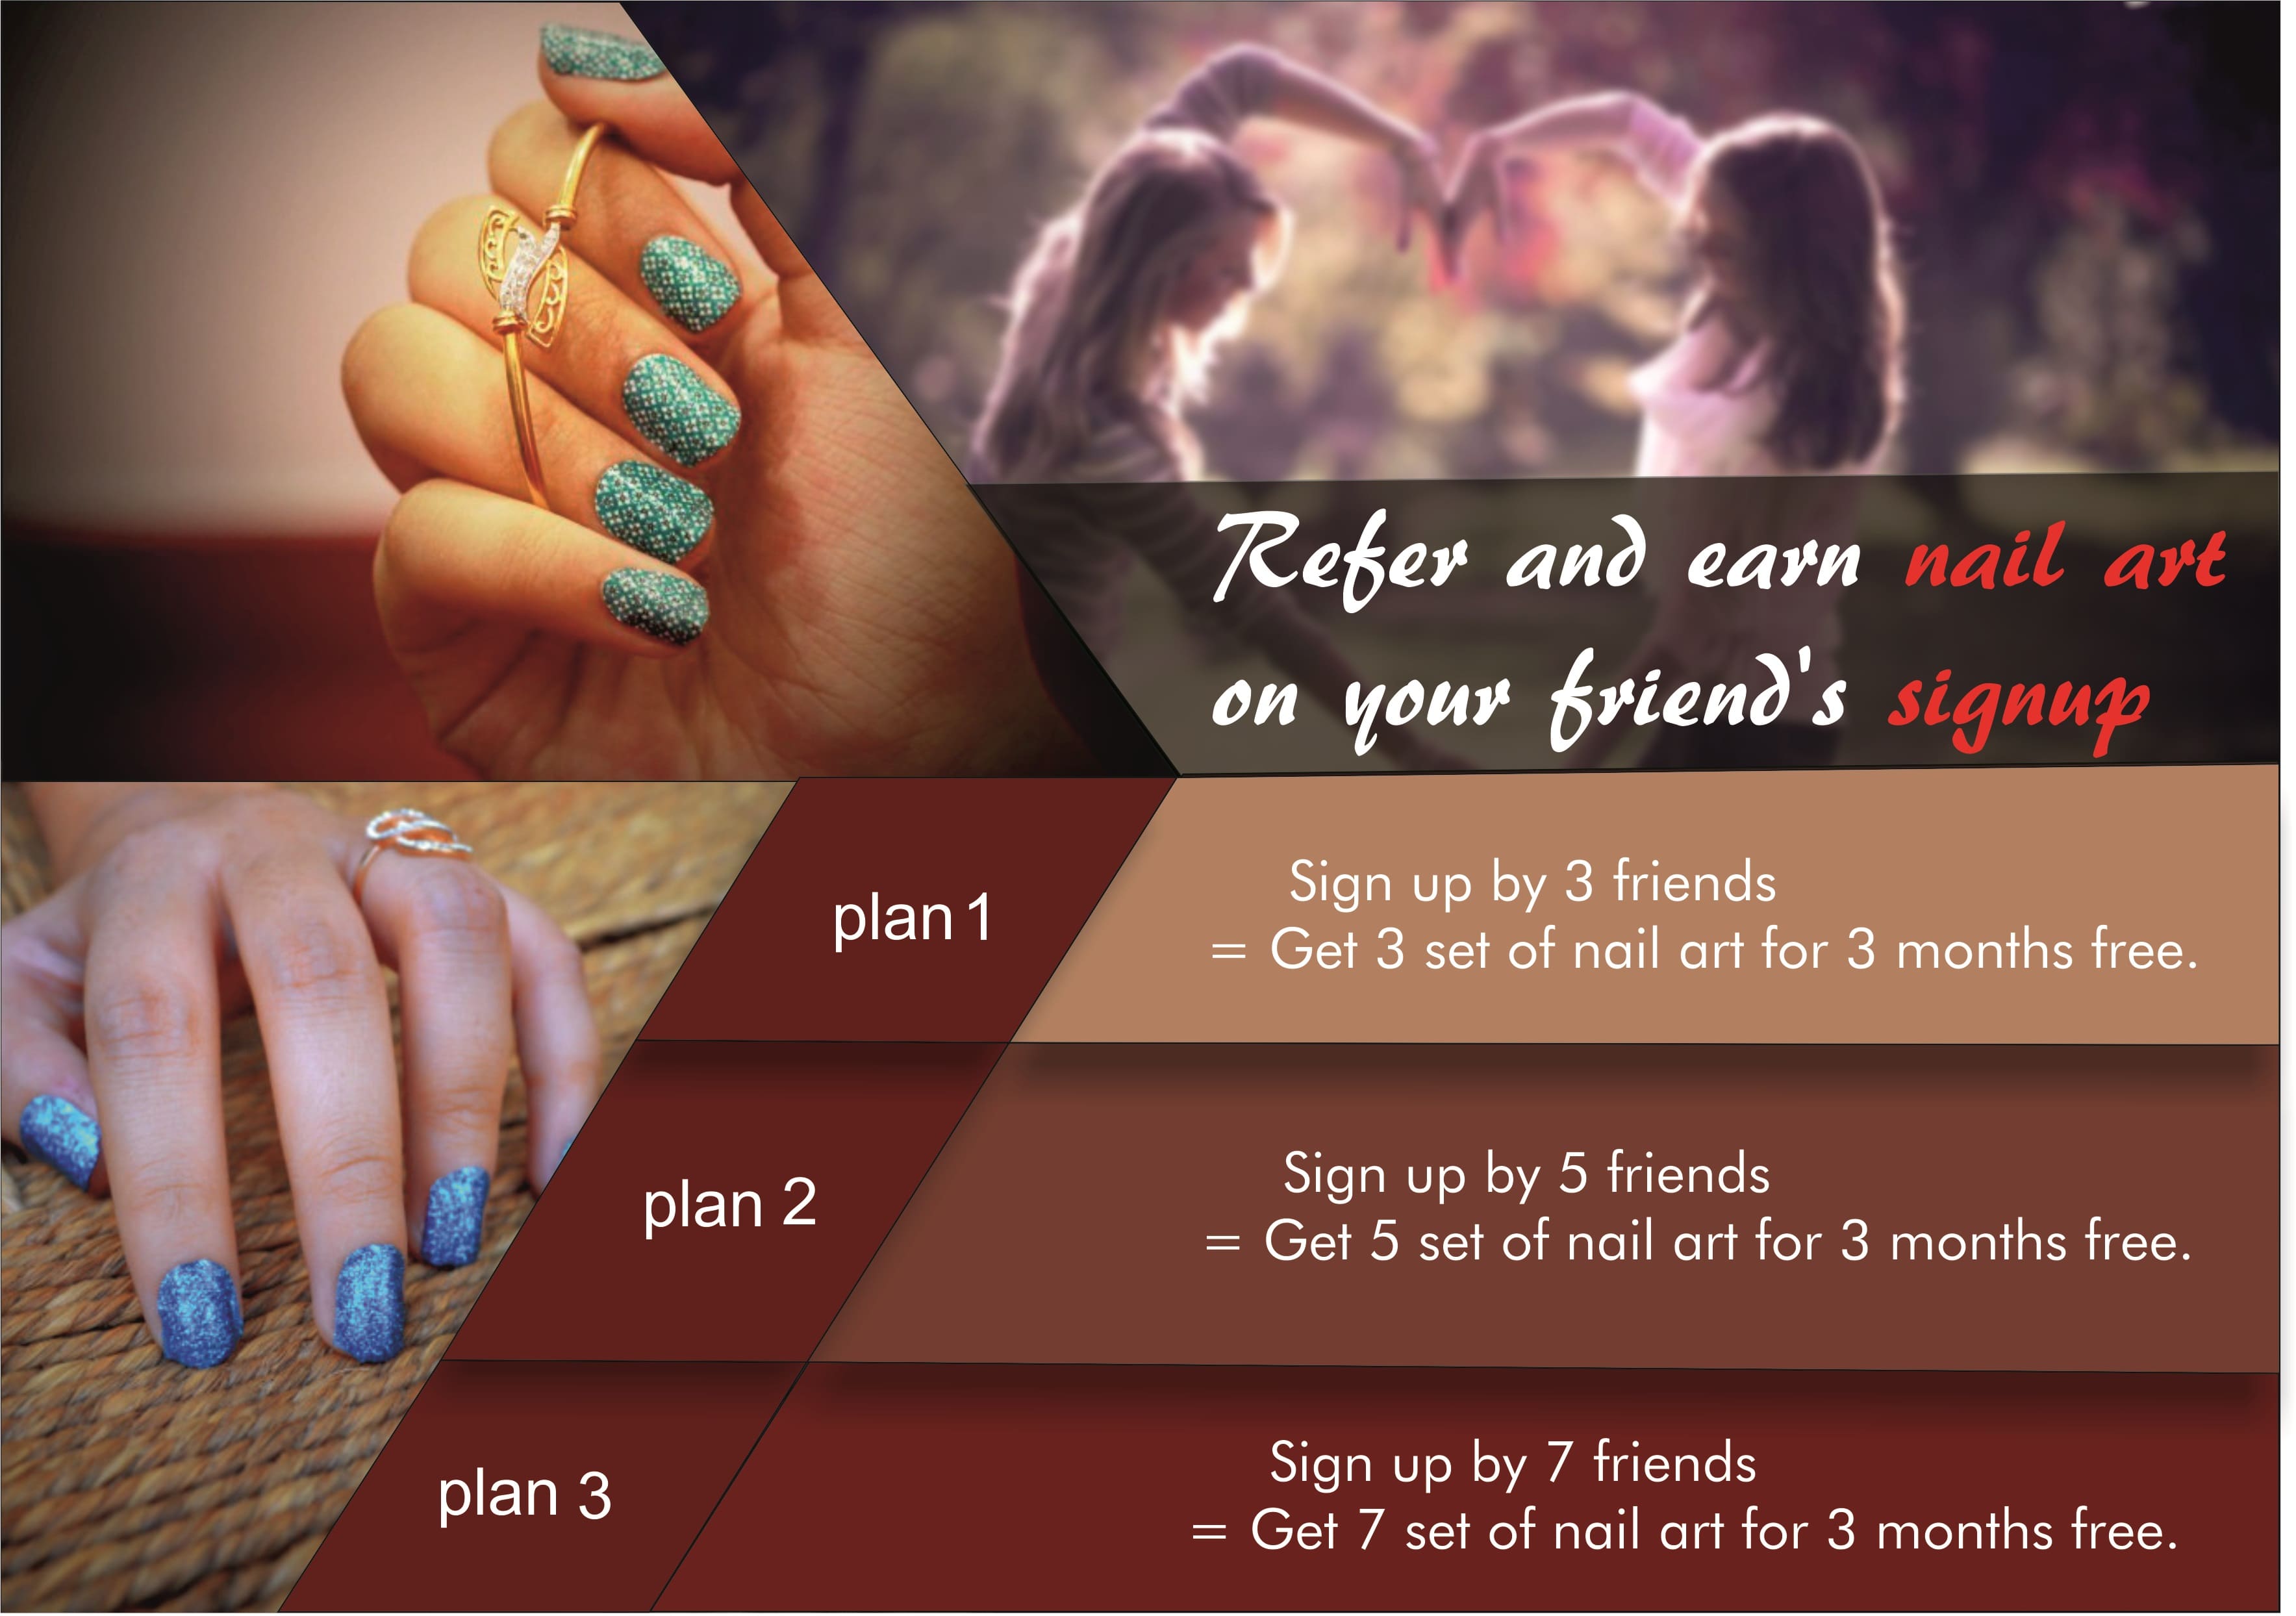 Refer and earn nail art
on your friend's signup
plan 1
Sign up by 3 friends
= Get 3 set of nail art for 3 months free.
plan 2
Sign up by 5 friends
= Get 5 set of nail art for 3 months free.
plan 3
Sign up by 7 friends
= Get 7 set of nail art for 3 months free.